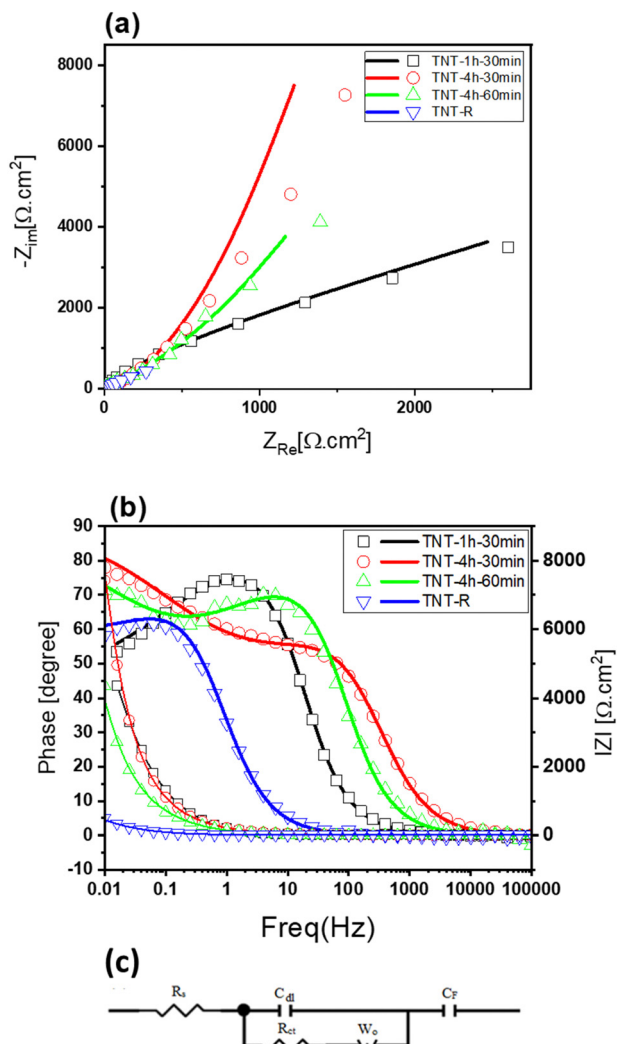 (a)
8000
6000
4000
2000
0
-Zim[Ω.cm²]
TNT-1h-30min
TNT-4h-30min
TNT-4h-60min
TNT-R
0
1000
2000
ZRe[Ω.cm²]
(b)
90
80
70
60
50
40
30
20
10
0
-10
Phase [degree]
TNT-1h-30min
TNT-4h-30min
TNT-4h-60min
TNT-R
8000
6000
4000
2000
0
|Z| [Ω.cm²]
0.01
0.1
1
10
100
1000
10000
100000
Freq(Hz)
(c)
Rs
Cdl
CF
Rct
Wo